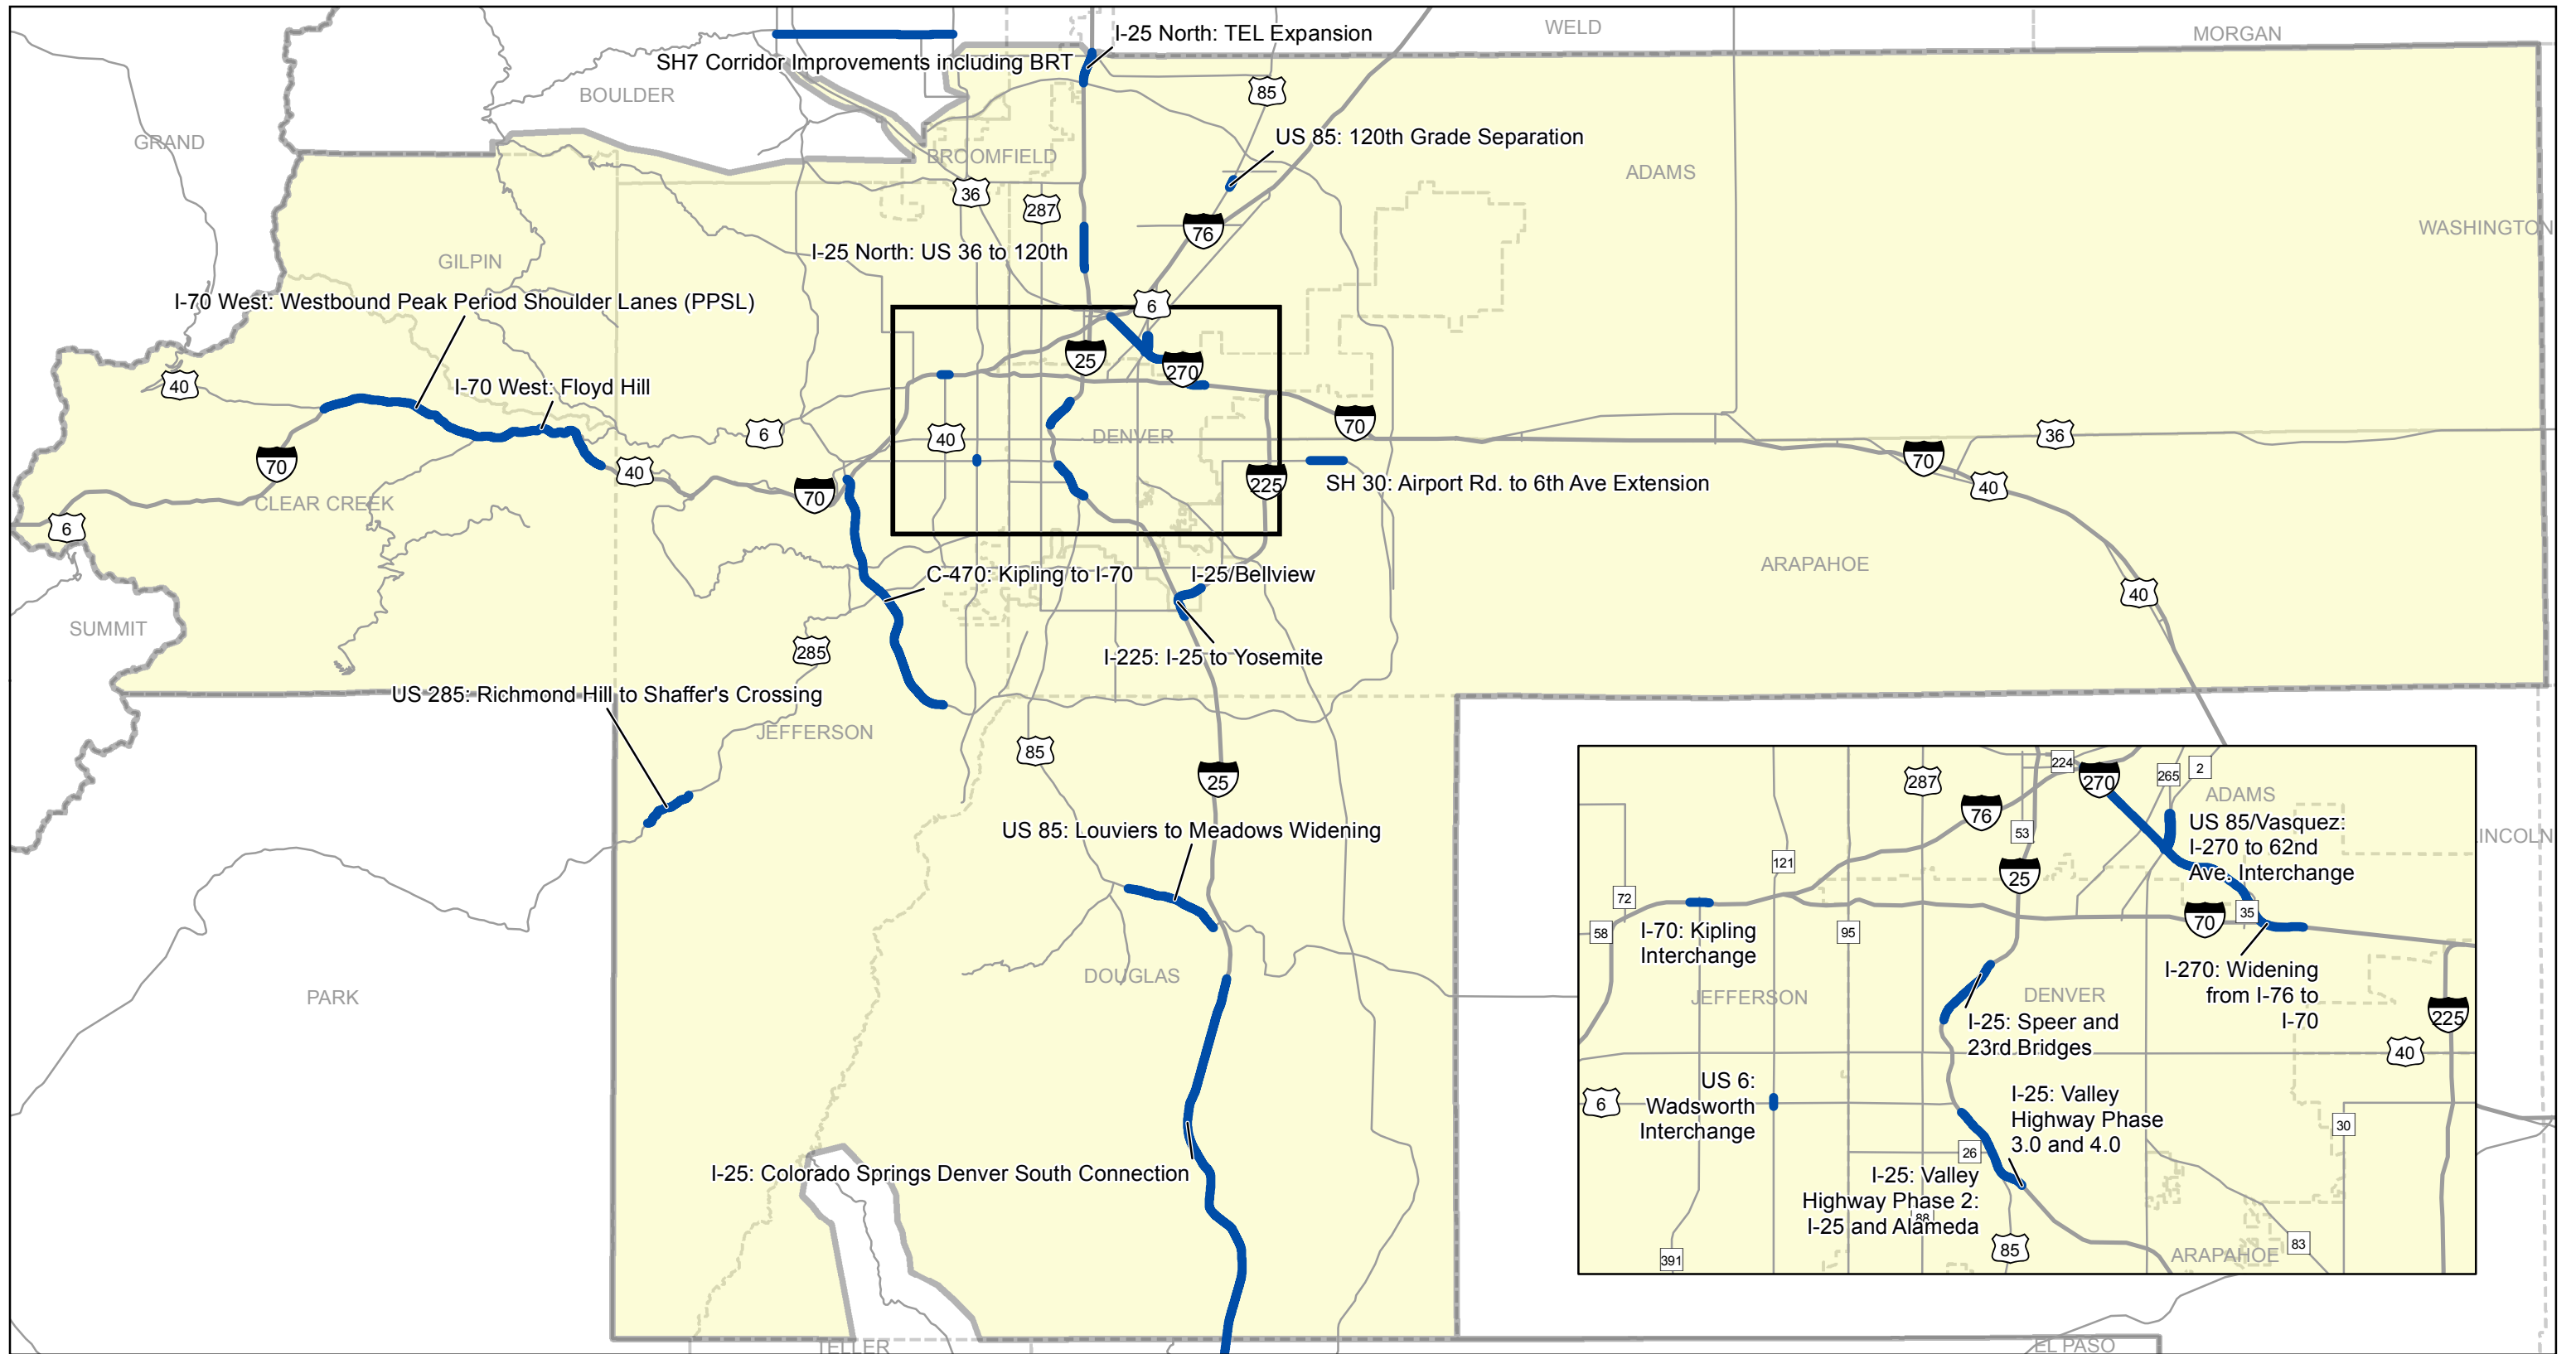 I-25 North: TEL Expansion
WELD
MORGAN
SH7 Corridor Improvements including BRT
BOULDER
85
GRAND
US 85: 120th Grade Separation
BROOMFIELD
ADAMS
36
287
WASHINGTON
76
I-25 North: US 36 to 120th
GILPIN
I-70 West: Westbound Peak Period Shoulder Lanes (PPSL)
6
25
270
40
I-70 West: Floyd Hill
70
6
40
DENVER
36
70
70
40
70
225
SH 30: Airport Rd. to 6th Ave Extension
40
CLEAR CREEK
6
C-470: Kipling to I-70
I-25/Bellview
ARAPAHOE
40
SUMMIT
285
I-225: I-25 to Yosemite
US 285: Richmond Hill to Shaffer's Crossing
JEFFERSON
85
25
US 85: Louviers to Meadows Widening
PARK
DOUGLAS
I-25: Colorado Springs Denver South Connection
TELLER
EL PASO
INCOLN
224
270
265
2
287
76
ADAMS
53
US 85/Vasquez:
I-270 to 62nd
Ave. Interchange
121
25
72
35
70
58
I-70: Kipling
Interchange
95
I-270: Widening
from I-76 to
I-70
JEFFERSON
DENVER
225
I-25: Speer and
23rd Bridges
40
US 6:
Wadsworth
Interchange
6
I-25: Valley
Highway Phase
3.0 and 4.0
30
26
I-25: Valley
Highway Phase 2:
I-25 and Alameda
88
85
83
ARAPAHOE
391